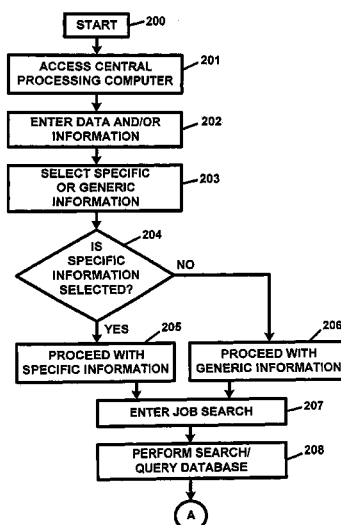 START
200
ACCESS CENTRAL
PROCESSING COMPUTER
201
ENTER DATA AND/OR
INFORMATION
202
SELECT SPECIFIC
OR GENERIC
INFORMATION
203
IS
SPECIFIC
INFORMATION
SELECTED?
204
NO
YES
205
PROCEED WITH
SPECIFIC INFORMATION
206
PROCEED WITH
GENERIC INFORMATION
ENTER JOB SEARCH
207
PERFORM SEARCH/
QUERY DATABASE
208
A